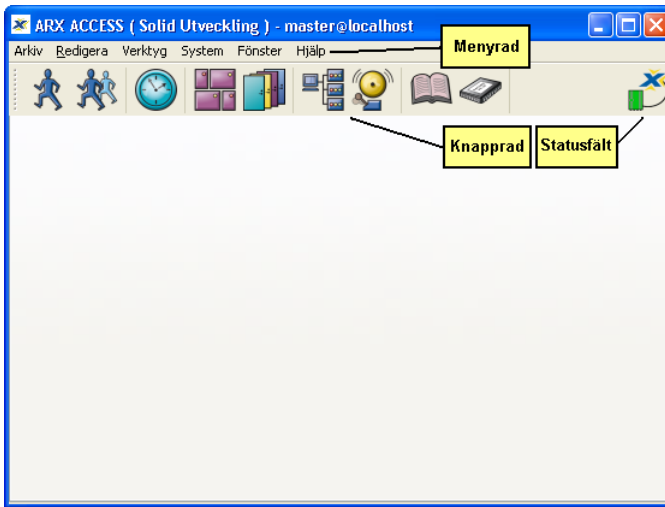 ARX ACCESS ( Solid Utveckling ) - master@localhost
Arkiv Redigera Verktyg System Fönster Hjälp
Menyrad
Knapprad
Statusfält